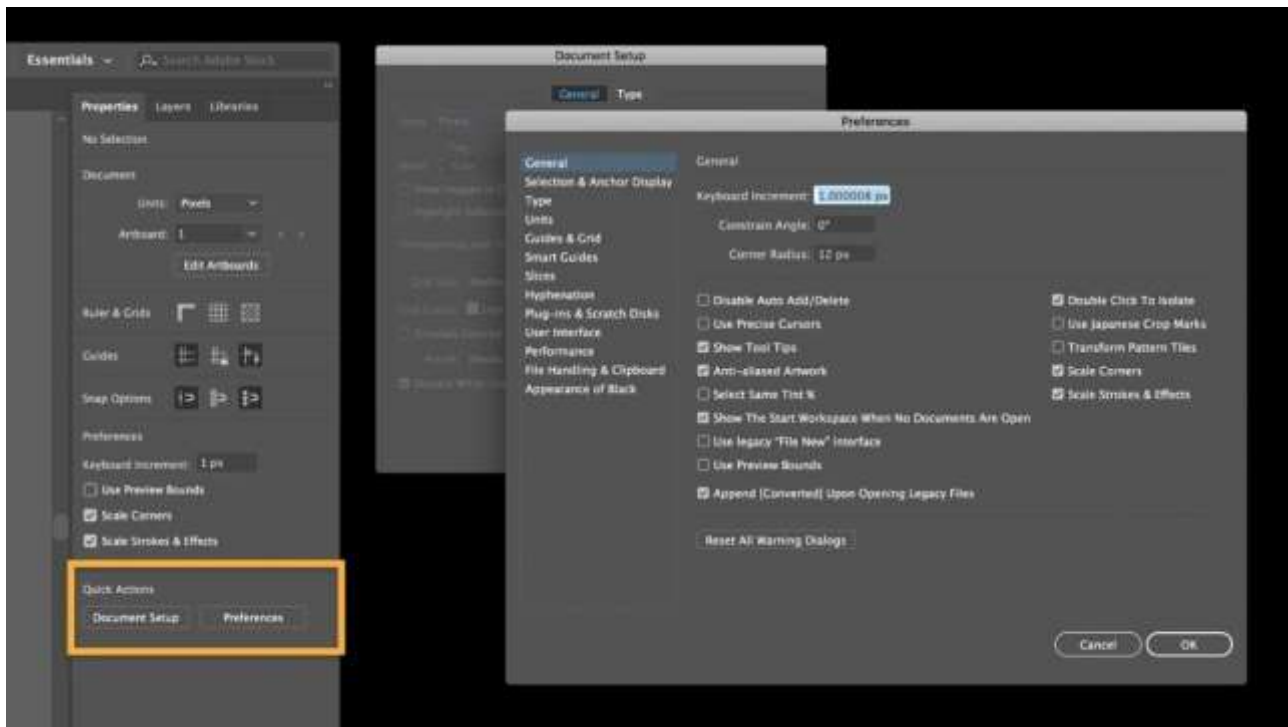 Essentials
Search Adobe Stock
Properties Layers Libraries
No Selection
Document
Units: Pixels
Artboard: 1
Edit Artboards
Ruler & Grids
Guides
Snap Options
Preferences
Keyboard Increment: 1 px
Use Preview Bounds
Scale Corners
Scale Strokes & Effects
Quick Actions
Document Setup Preferences
Document Setup
General Type
Preferences
General
Selection & Anchor Display
Type
Units
Guides & Grid
Smart Guides
Slices
Hyphenation
Plug-ins & Scratch Disks
User Interface
Performance
File Handling & Clipboard
Appearance of Black
General
Keyboard Increment: px
Constrain Angle: 0°
Corner Radius: 12 px
Disable Auto Add/Delete
Use Precise Cursors
Show Tool Tips
Anti-aliased Artwork
Select Same Tint %
Show The Start Workspace When No Documents Are Open
Use legacy "File New" interface
Use Preview Bounds
Append [Converted] Upon Opening Legacy Files
Double Click To Isolate
Use Japanese Crop Marks
Transform Pattern Tiles
Scale Corners
Scale Strokes & Effects
Reset All Warning Dialogs
Cancel OK